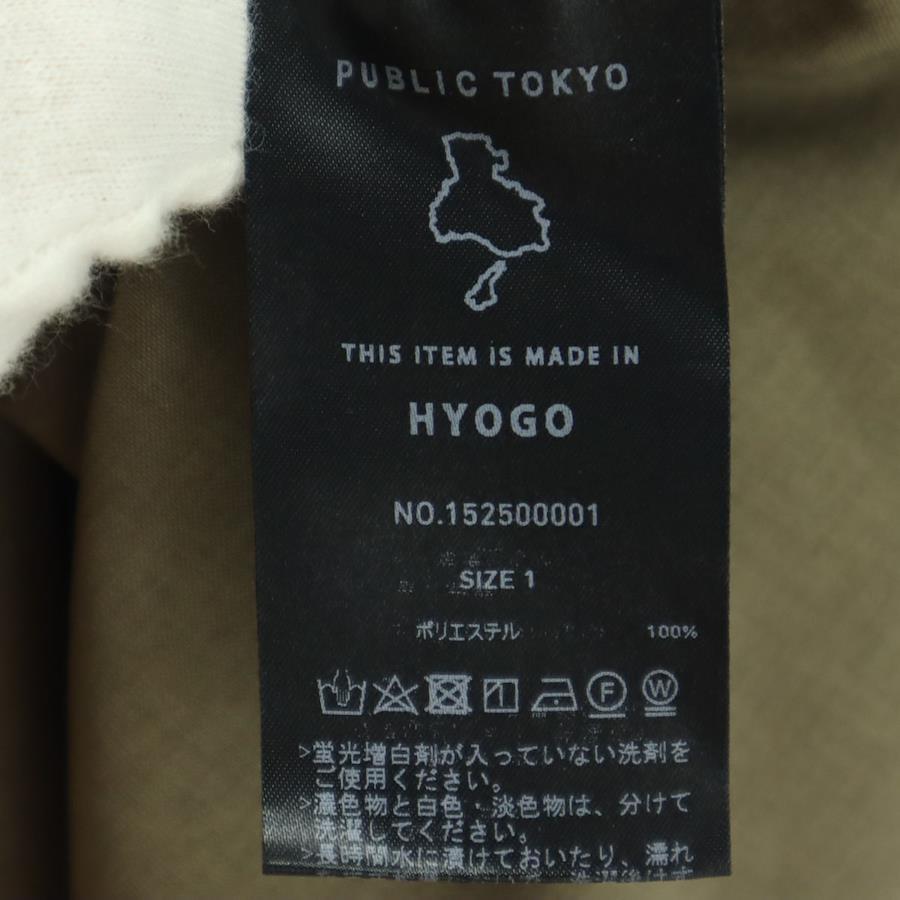 PUBLIC TOKYO
THIS ITEM IS MADE IN
HYOGO
NO.152500001
SIZE 1
ポリエステル 100%
F W
>蛍光増白剤が入っていない洗剤を
ご使用ください。
>濃色物と白色・淡色物は、分けて
洗濯してください。
>長時間水に漬けておいたり、濡れ